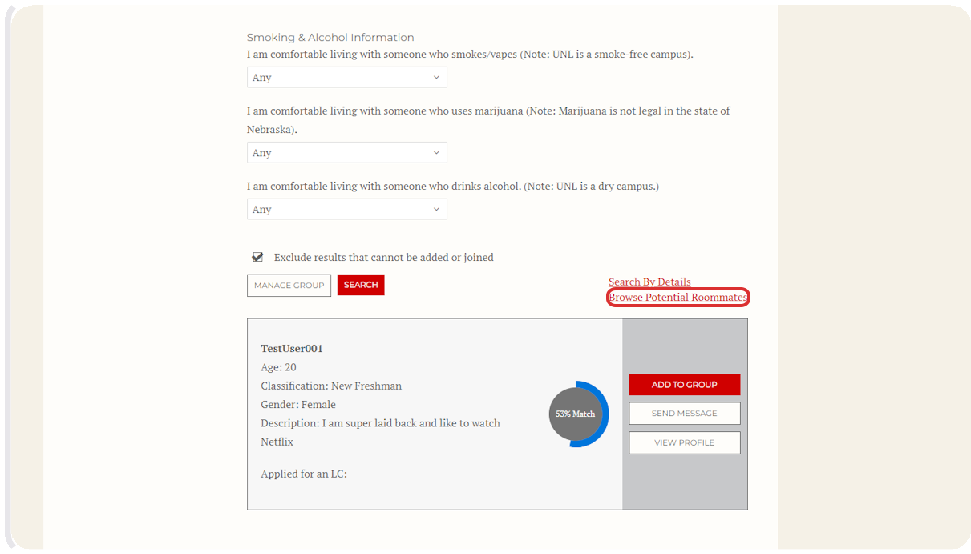 Smoking & Alcohol Information
I am comfortable living with someone who smokes/vapes (Note: UNL is a smoke-free campus).
Any
I am comfortable living with someone who uses marijuana (Note: Marijuana is not legal in the state of
Nebraska).
Any
I am comfortable living with someone who drinks alcohol. (Note: UNL is a dry campus.)
Any
Exclude results that cannot be added or joined
MANAGE GROUP
SEARCH
Search By Details
Browse Potential Roommates
TestUser001
Age: 20
Classification: New Freshman
Gender: Female
Description: I am super laid back and like to watch
Netflix
Applied for an LC:
53% Match
ADD TO GROUP
SEND MESSAGE
VIEW PROFILE